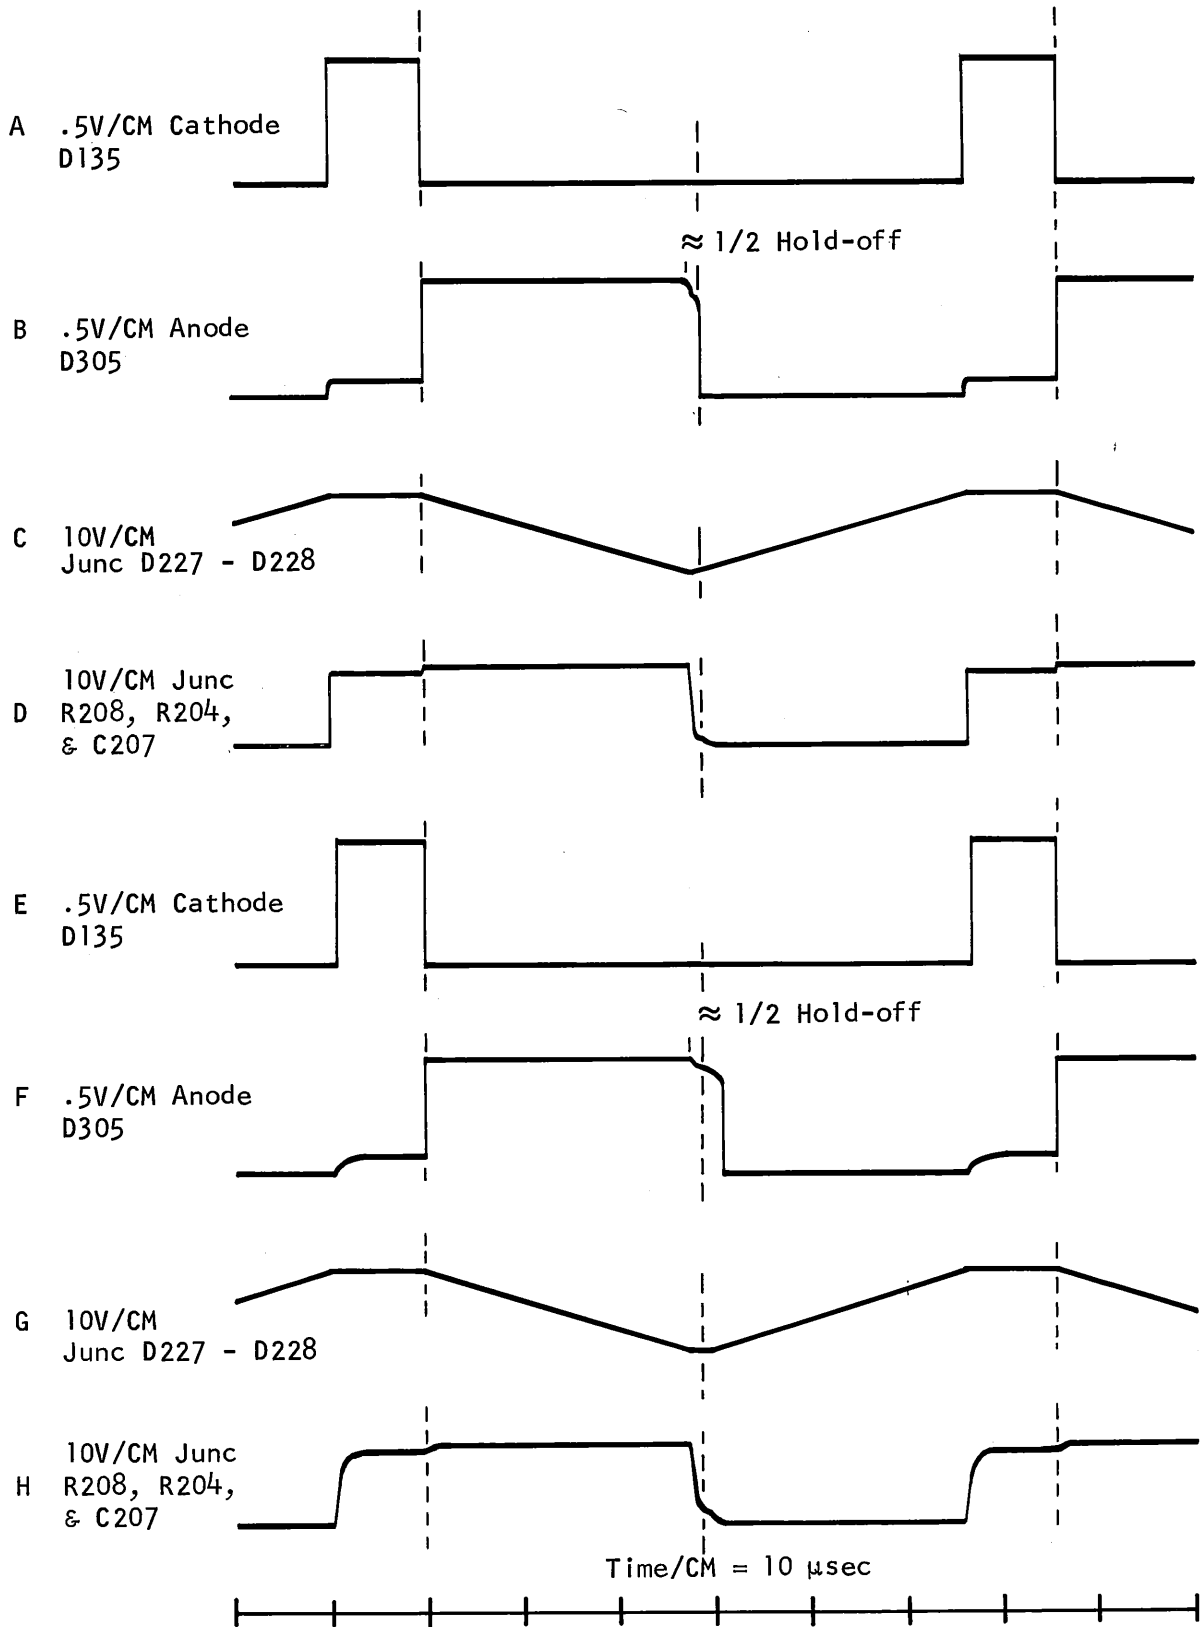 A .5V/CM Cathode
D135
≈ 1/2 Hold-off
B .5V/CM Anode
D305
C 10V/CM
Junc D227 - D228
10V/CM Junc
D R208, R204,
& C207
E .5V/CM Cathode
D135
≈ 1/2 Hold-off
F .5V/CM Anode
D305
G 10V/CM
Junc D227 - D228
10V/CM Junc
H R208, R204,
& C207
Time/CM = 10 μsec